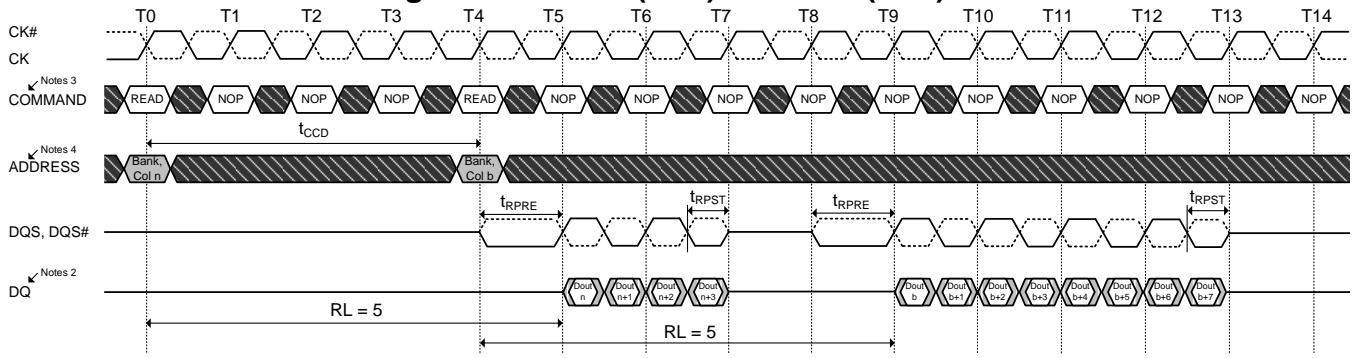 T0 T1 T2 T3 T4 T5 T6 T7 T8 T9 T10 T11 T12 T13 T14
CK#
CK
Notes 3
COMMAND
READ NOP NOP NOP READ NOP NOP NOP NOP NOP NOP NOP NOP NOP NOP
tCCD
Notes 4
ADDRESS
Bank, Col n
Bank, Col b
tRPRE tRPST tRPRE tRPST
DQS, DQS#
Notes 2
DQ
Dout n
Dout n+1
Dout n+2
Dout n+3
Dout b
Dout b+1
Dout b+2
Dout b+3
Dout b+4
Dout b+5
Dout b+6
Dout b+7
RL = 5
RL = 5